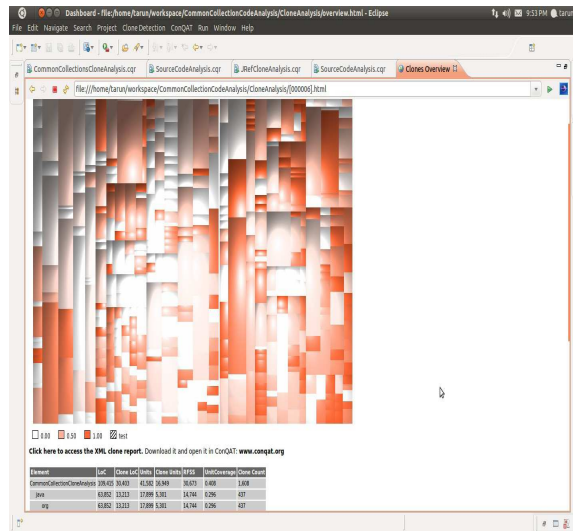 Dashboard - file:/home/tarun/workspace/CommonCollectionCodeAnalysis/CloneAnalysis/overview.html - Eclipse
9:53 PM
tarun
File Edit Navigate Search Project Clone Detection ConQAT Run Window Help
CommonCollectionsCloneAnalysis.cqr
SourceCodeAnalysis.cqr
JRefCloneAnalysis.cqr
SourceCodeAnalysis.cqr
Clones Overview
file:///home/tarun/workspace/CommonCollectionCodeAnalysis/CloneAnalysis/[000006].html
0.00 0.50 1.00 test
Click here to access the XML clone report. Download it and open it in ConQAT: www.conqat.org
Element LoC Clone LoC Units Clone Units RFSS UnitCoverage Clone Count
CommonCollectionCloneAnalysis 109,415 30,403 41,582 16,949 30,673 0.408 1,608
java 63,852 13,213 17,899 5,301 14,744 0.296 437
org 63,852 13,213 17,899 5,301 14,744 0.296 437